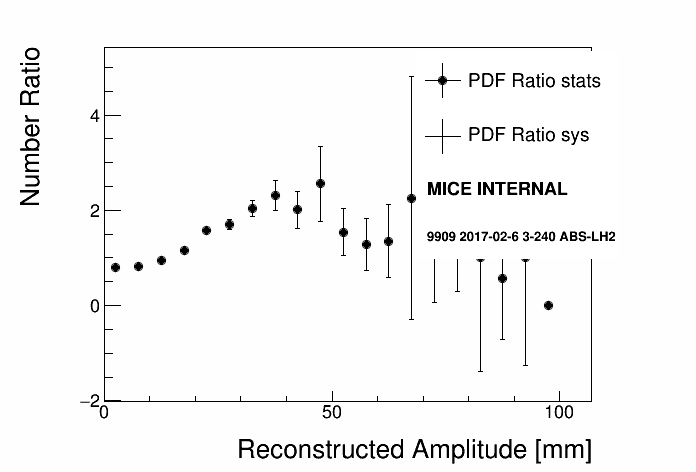 Number Ratio
PDF Ratio stats
PDF Ratio sys
MICE INTERNAL
9909 2017-02-6 3-240 ABS-LH2
4
2
0
−2
0
50
100
Reconstructed Amplitude [mm]